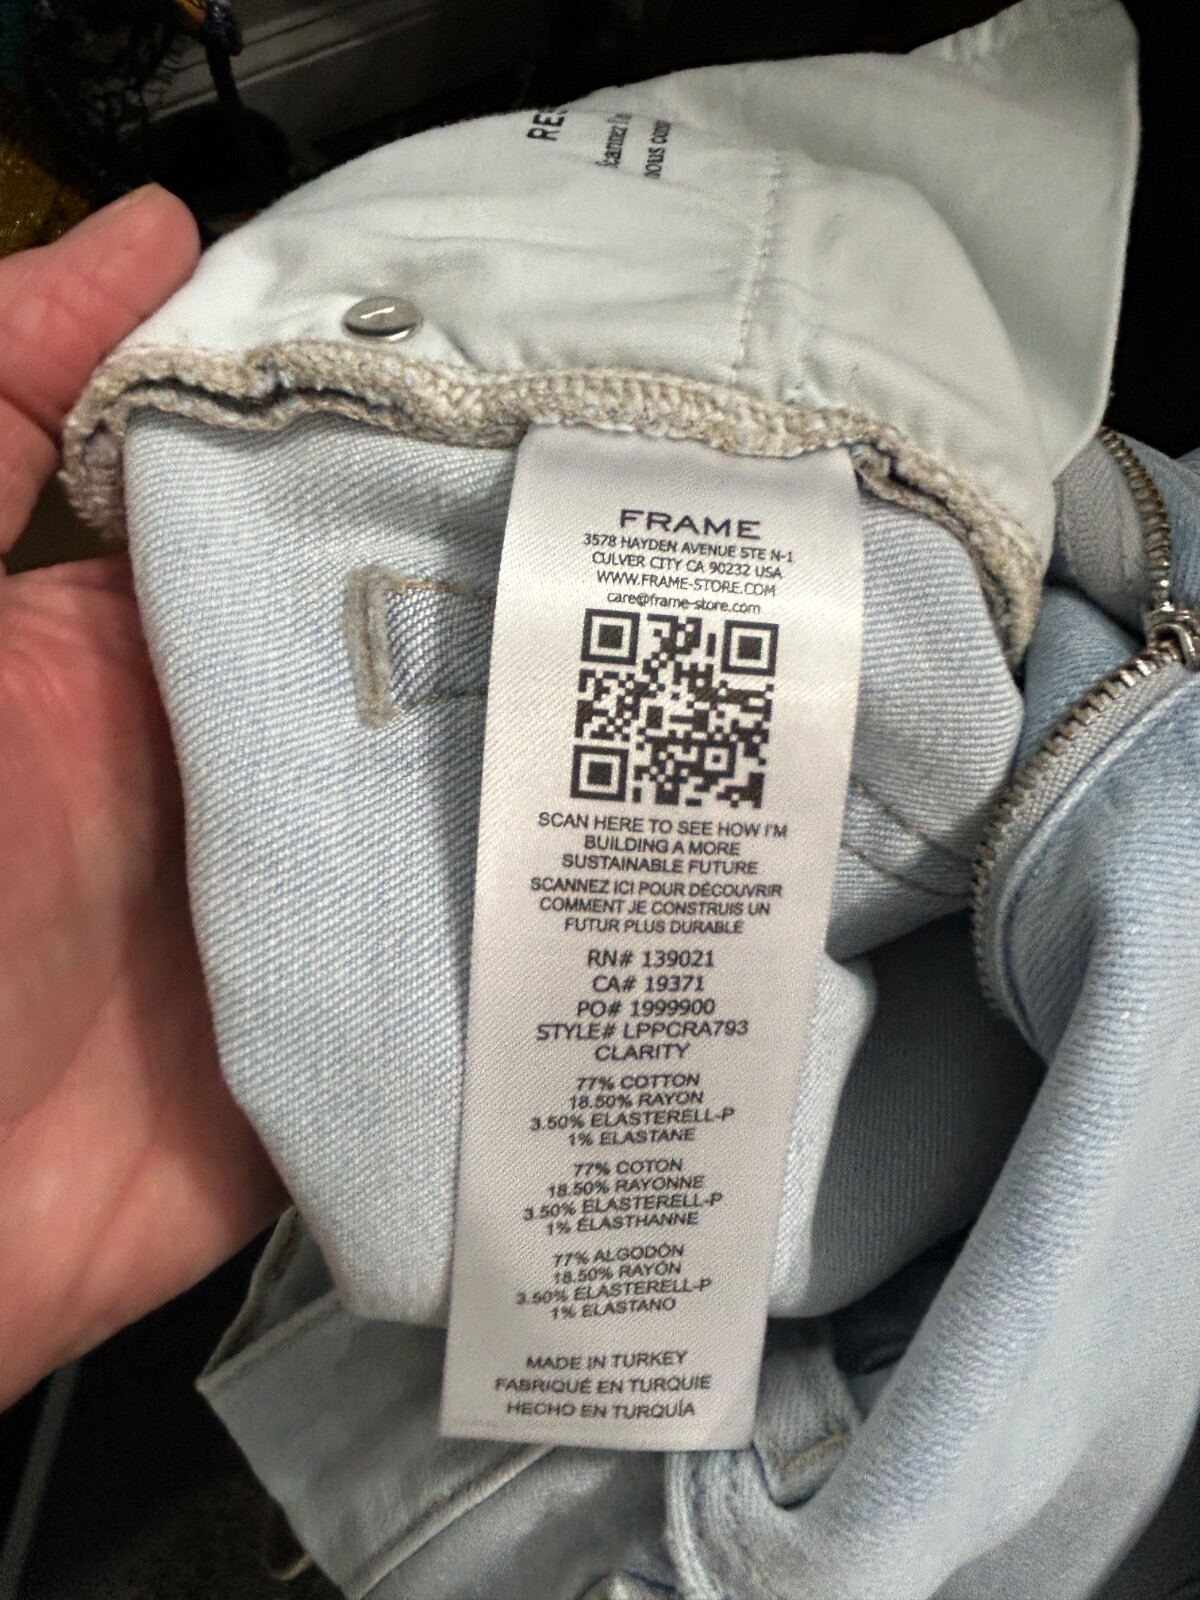 FRAME
3578 HAYDEN AVENUE STE N-1
CULVER CITY CA 90232 USA
WWW.FRAME-STORE.COM
care@frame-store.com
SCAN HERE TO SEE HOW I'M
BUILDING A MORE
SUSTAINABLE FUTURE
SCANNEZ ICI POUR DÉCOUVRIR
COMMENT JE CONSTRUIS UN
FUTUR PLUS DURABLE
RN# 139021
CA# 19371
PO# 1999900
STYLE# LPPCRA793
CLARITY
77% COTTON
18.50% RAYON
3.50% ELASTERELL-P
1% ELASTANE
77% COTON
18.50% RAYONNE
3.50% ELASTERELL-P
1% ÉLASTHANNE
77% ALGODÓN
18.50% RAYÓN
3.50% ELASTERELL-P
1% ELASTANO
MADE IN TURKEY
FABRIQUÉ EN TURQUIE
HECHO EN TURQUÍA